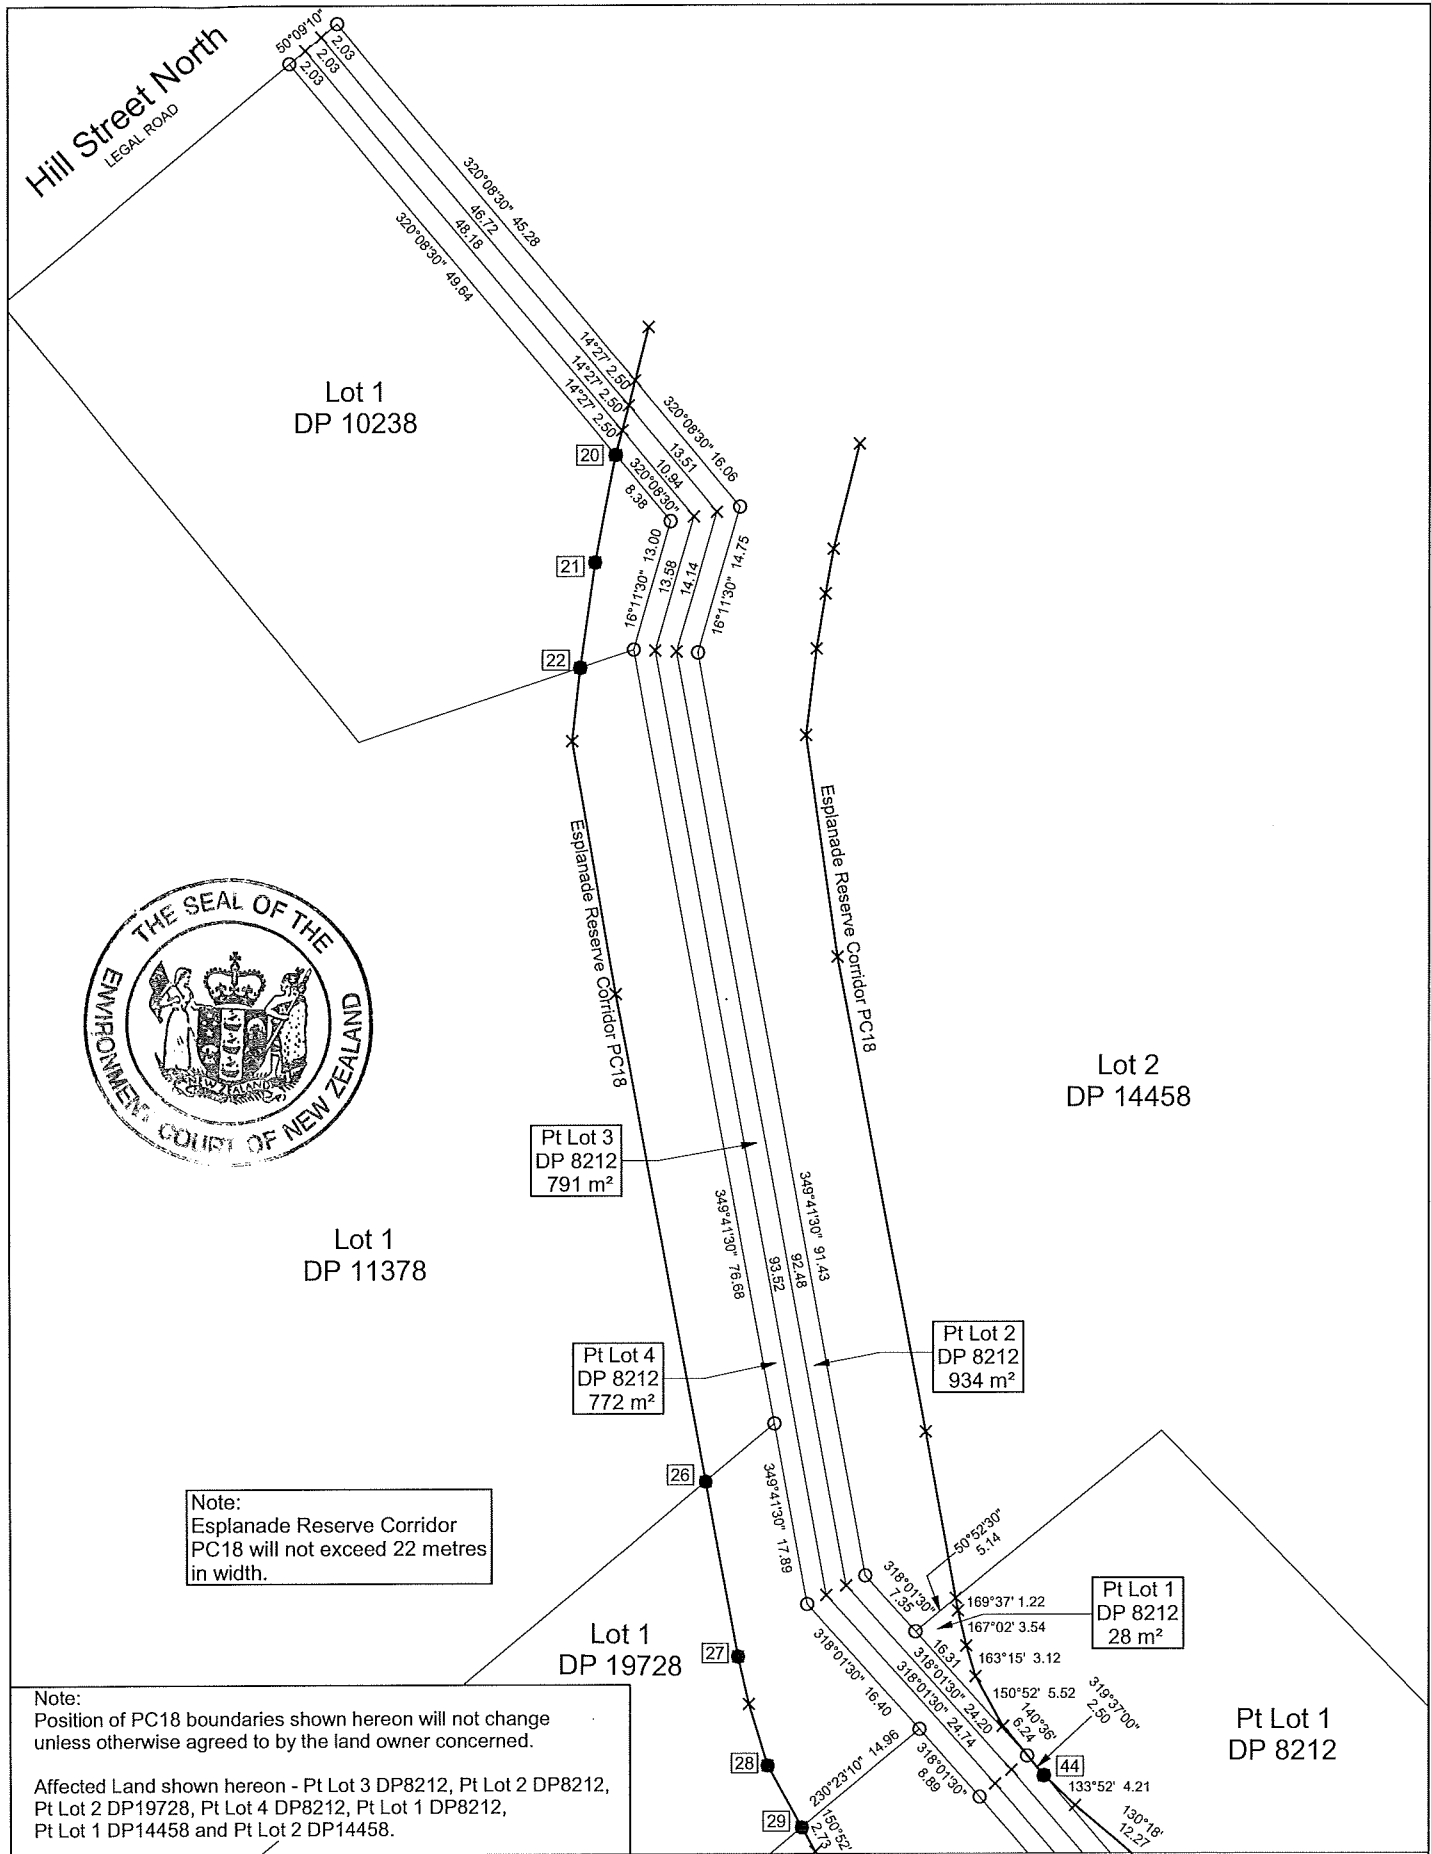 50°09'10"
2.03
2.03
2.03
Hill Street North
LEGAL ROAD
320°08'30" 45.28
46.72
48.18
320°08'30" 49.64
14°27' 2.50
14°27' 2.50
14°27' 2.50
Lot 1
DP 10238
20
320°08'30" 16.06
13.51
10.94
320°08'30"
8.38
21
16°11'30" 13.00
13.58
14.14
16°11'30" 14.75
22
Esplanade Reserve Corridor PC18
Esplanade Reserve Corridor PC18
THE SEAL OF THE
ENVIRONMENT COURT OF NEW ZEALAND
NEW ZEALAND
Lot 2
DP 14458
Pt Lot 3
DP 8212
791 m²
Lot 1
DP 11378
349°41'30" 76.68
93.52
92.48
349°41'30" 91.43
Pt Lot 4
DP 8212
772 m²
Pt Lot 2
DP 8212
934 m²
26
Note:
Esplanade Reserve Corridor
PC18 will not exceed 22 metres
in width.
349°41'30" 17.89
50°52'30"
5.14
318°01'30"
7.35
169°37' 1.22
Pt Lot 1
DP 8212
28 m²
167°02' 3.54
163°15' 3.12
150°52' 5.52
16.31
318°01'30" 24.20
318°01'30" 24.74
318°01'30" 16.40
140°36'
6.24
319°37'00"
2.50
Lot 1
DP 19728
27
28
44
133°52' 4.21
130°18'
12.27
Pt Lot 1
DP 8212
230°23'10" 14.96
318°01'30"
8.89
29
150°52'
2.73
Note:
Position of PC18 boundaries shown hereon will not change
unless otherwise agreed to by the land owner concerned.
Affected Land shown hereon - Pt Lot 3 DP8212, Pt Lot 2 DP8212,
Pt Lot 2 DP19728, Pt Lot 4 DP8212, Pt Lot 1 DP8212,
Pt Lot 1 DP14458 and Pt Lot 2 DP14458.